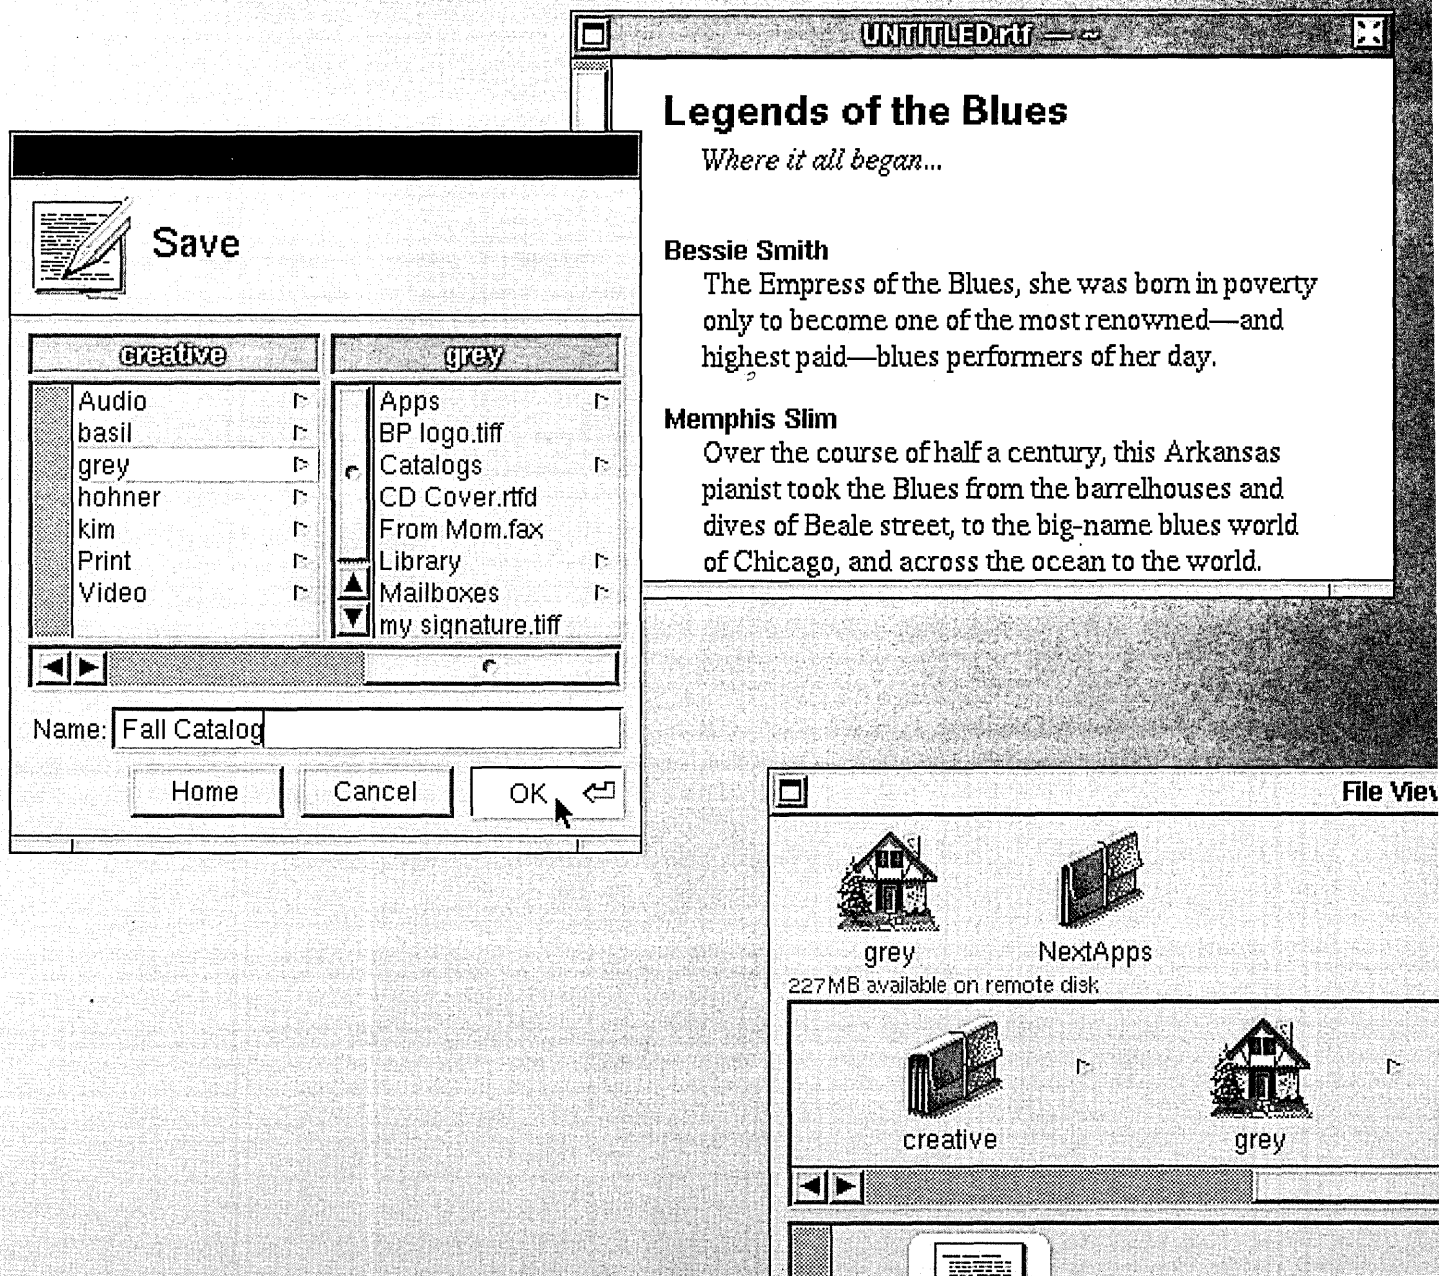 UNTITLED.rtf — ~
Legends of the Blues
Where it all began...
Bessie Smith
The Empress of the Blues, she was born in poverty
only to become one of the most renowned—and
highest paid—blues performers of her day.
Memphis Slim
Over the course of half a century, this Arkansas
pianist took the Blues from the barrelhouses and
dives of Beale street, to the big-name blues world
of Chicago, and across the ocean to the world.
Save
creative
grey
Audio
basil
grey
hohner
kim
Print
Video
Apps
BP logo.tiff
Catalogs
CD Cover.rtfd
From Mom.fax
Library
Mailboxes
my signature.tiff
Name: Fall Catalog
Home
Cancel
OK
File View
grey
NextApps
227MB available on remote disk
creative
grey